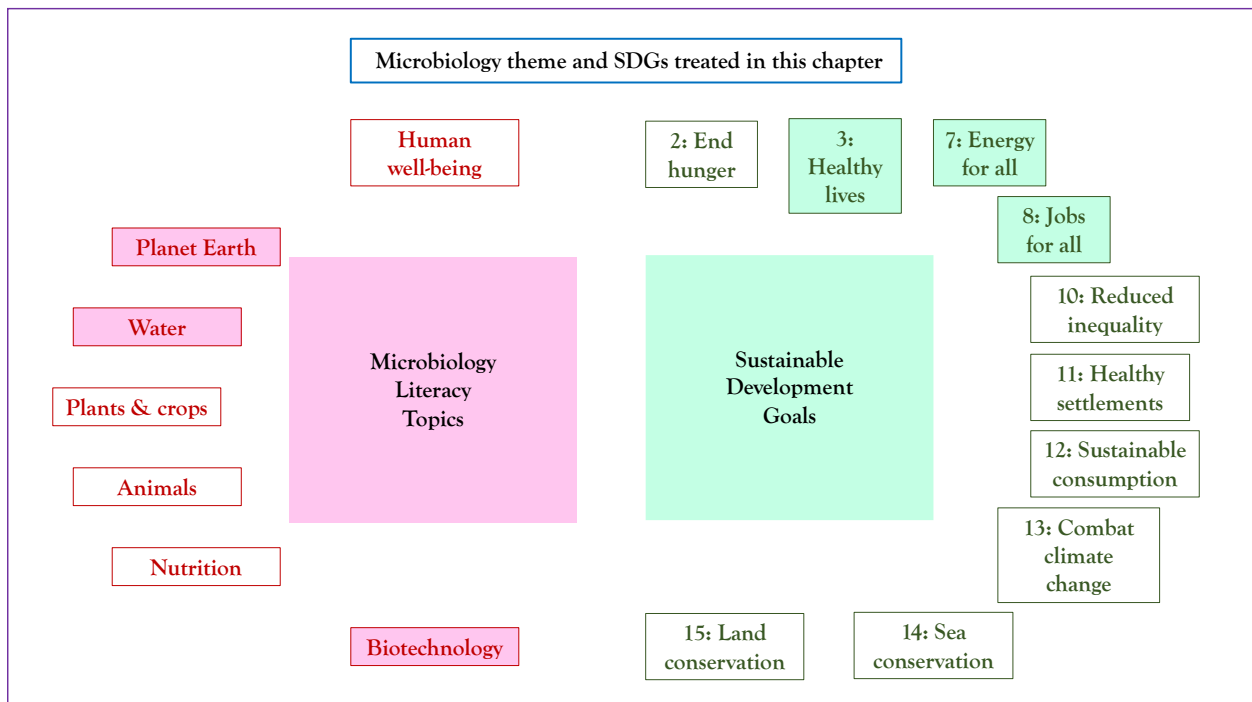 Microbiology theme and SDGs treated in this chapter
Human
well-being
Planet Earth
Water
Plants & crops
Animals
Nutrition
Biotechnology
Microbiology
Literacy
Topics
Sustainable
Development
Goals
2: End
hunger
3:
Healthy
lives
7: Energy
for all
8: Jobs
for all
10: Reduced
inequality
11: Healthy
settlements
12: Sustainable
consumption
13: Combat
climate
change
14: Sea
conservation
15: Land
conservation